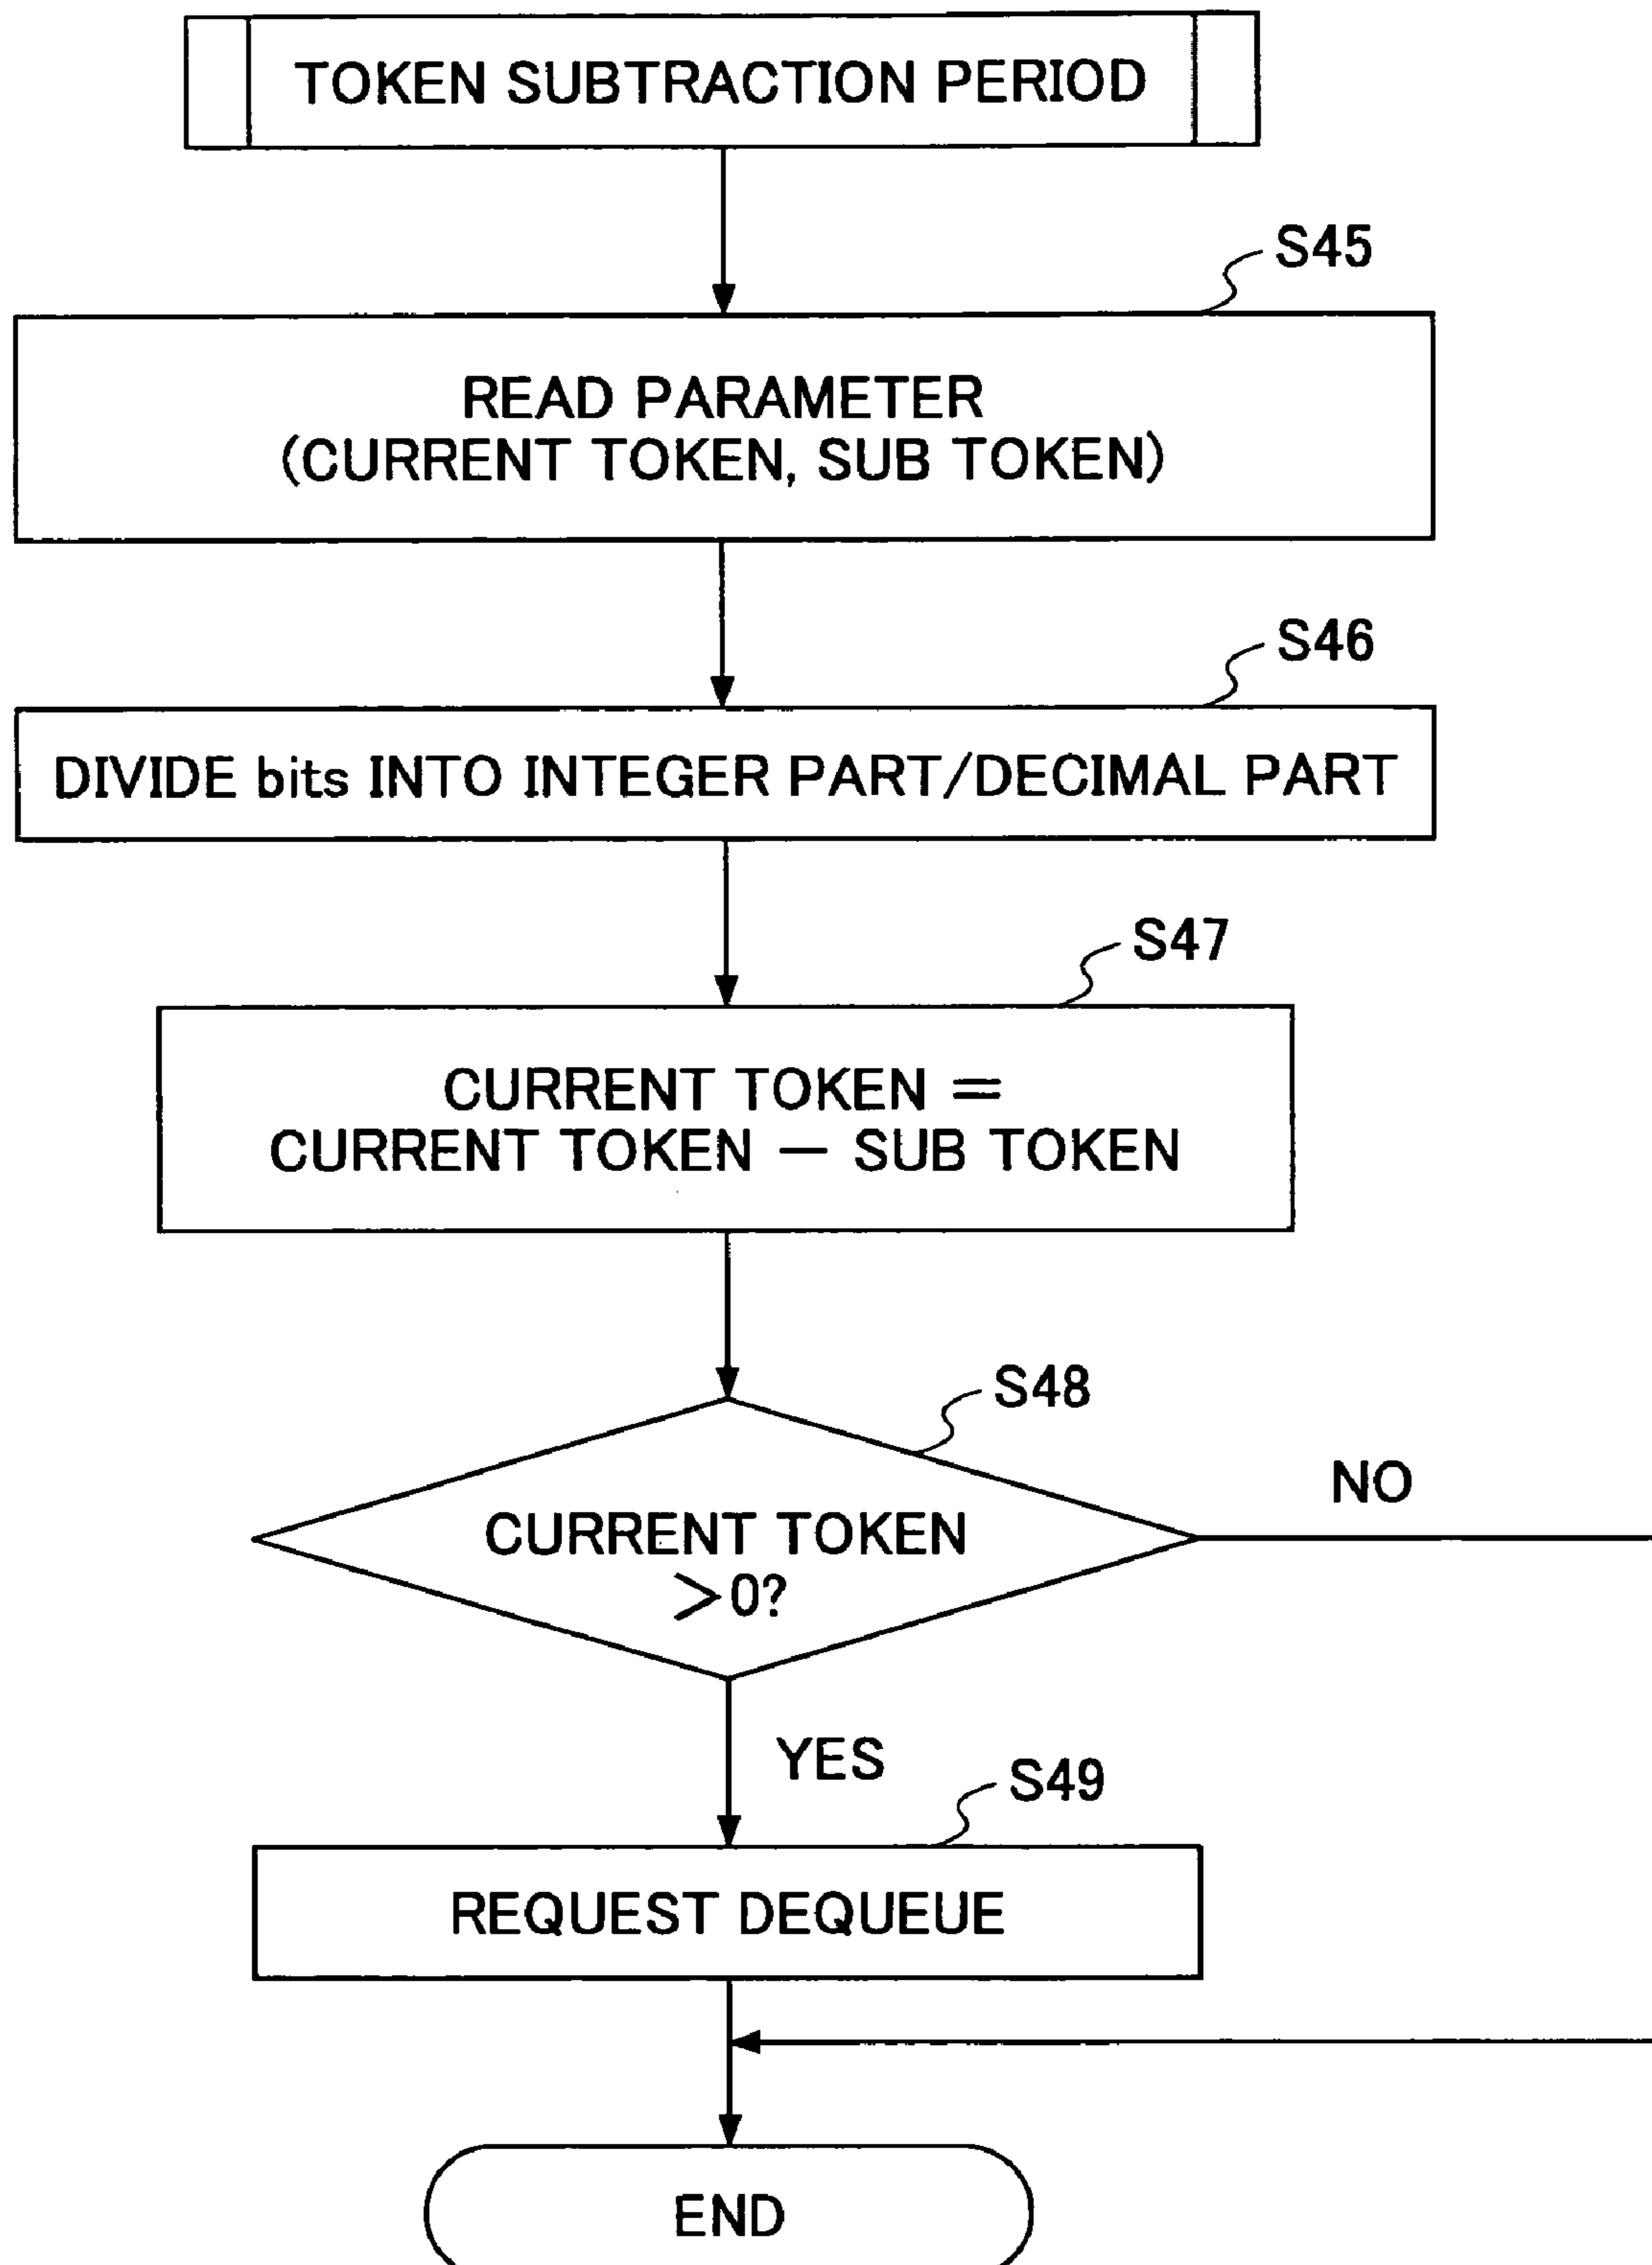 TOKEN SUBTRACTION PERIOD
S45
READ PARAMETER
(CURRENT TOKEN, SUB TOKEN)
S46
DIVIDE bits INTO INTEGER PART/DECIMAL PART
S47
CURRENT TOKEN =
CURRENT TOKEN — SUB TOKEN
S48
NO
CURRENT TOKEN
>0?
YES
S49
REQUEST DEQUEUE
END